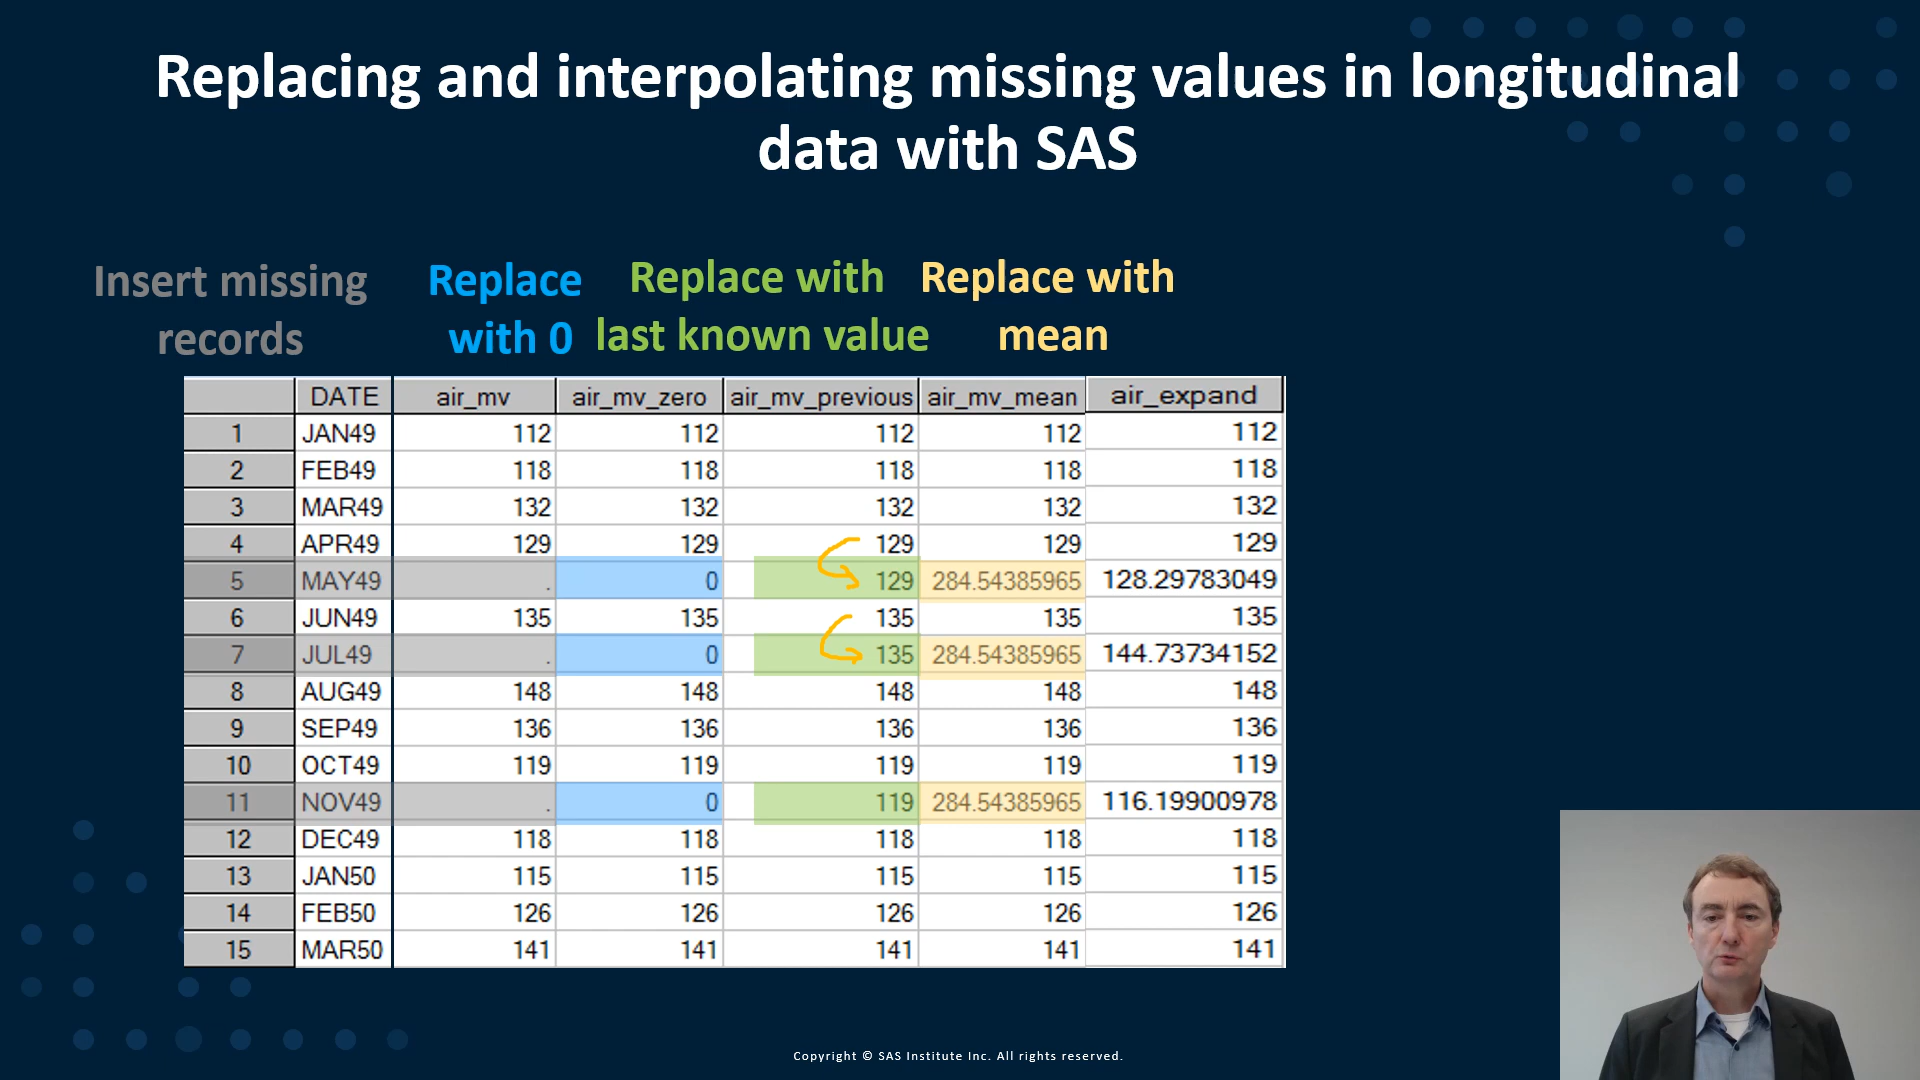 Replacing and interpolating missing values in longitudinal
data with SAS
Insert missing
records
Replace
with 0
Replace with
last known value
Replace with
mean
DATE air_mv air_mv_zero air_mv_previous air_mv_mean air_expand
1 JAN49 112 112 112 112 112
2 FEB49 118 118 118 118 118
3 MAR49 132 132 132 132 132
4 APR49 129 129 129 129 129
5 MAY49 . 0 129 284.54385965 128.29783049
6 JUN49 135 135 135 135 135
7 JUL49 . 0 135 284.54385965 144.73734152
8 AUG49 148 148 148 148 148
9 SEP49 136 136 136 136 136
10 OCT49 119 119 119 119 119
11 NOV49 . 0 119 284.54385965 116.19900978
12 DEC49 118 118 118 118 118
13 JAN50 115 115 115 115 115
14 FEB50 126 126 126 126 126
15 MAR50 141 141 141 141 141
Copyright © SAS Institute Inc. All rights reserved.